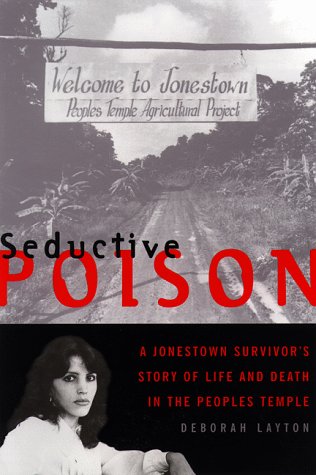 Welcome to Jonestown
Peoples Temple Agricultural Project
Seductive
POISON
A JONESTOWN SURVIVOR'S
STORY OF LIFE AND DEATH
IN THE PEOPLES TEMPLE
DEBORAH LAYTON